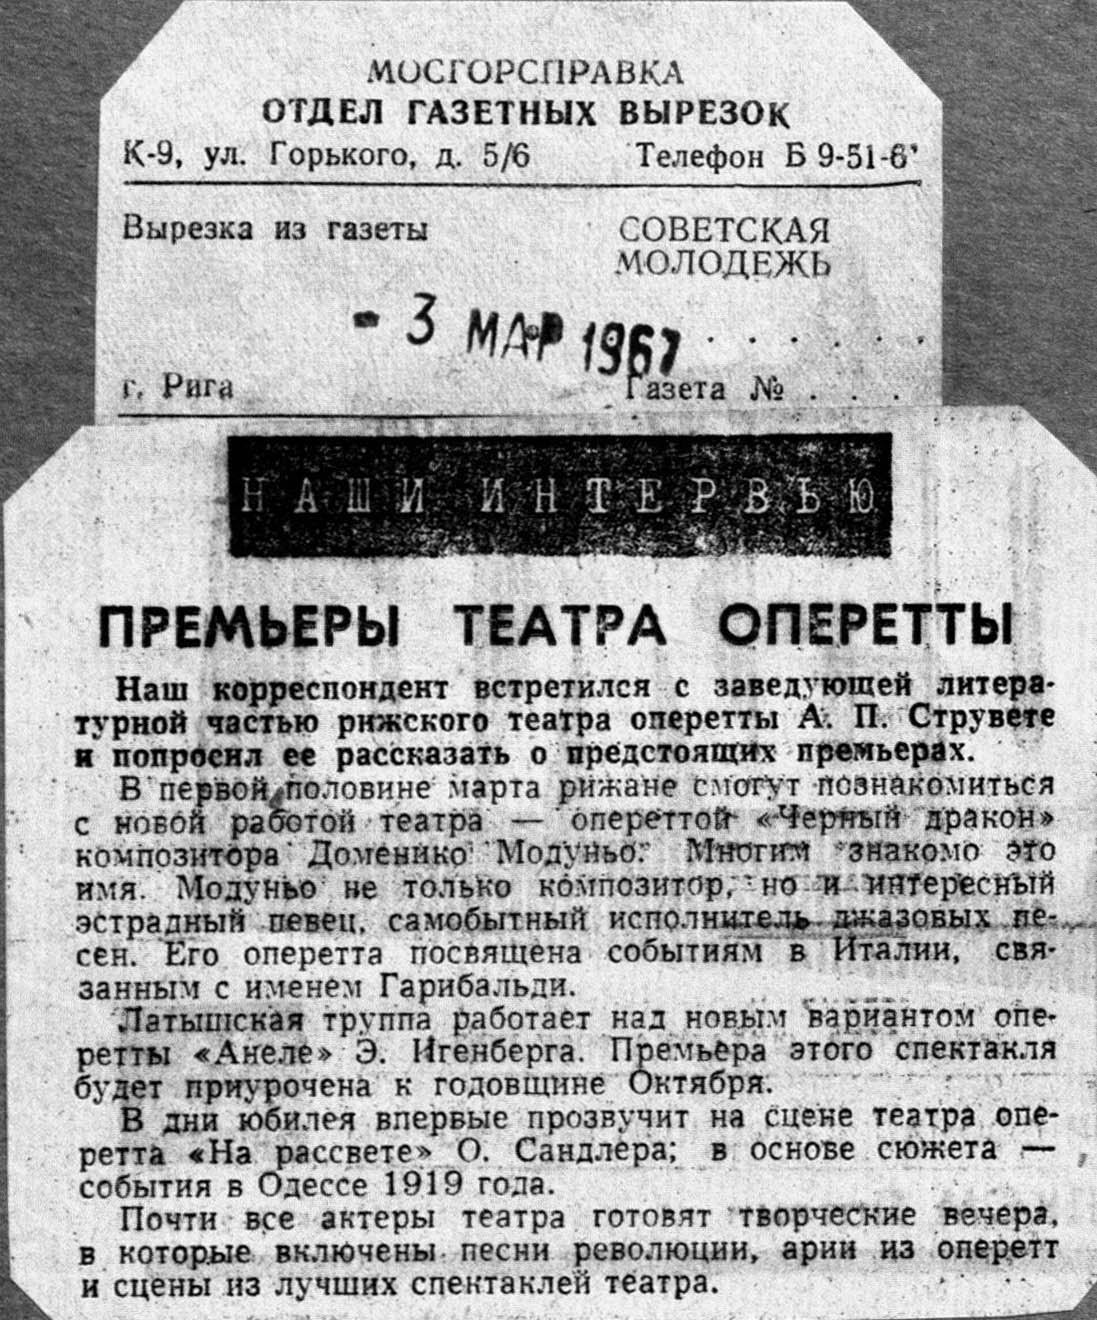 МОСГОРСПРАВКА
ОТДЕЛ ГАЗЕТНЫХ ВЫРЕЗОК
К-9, ул. Горького, д. 5/6 Телефон Б 9-51-6
Вырезка из газеты СОВЕТСКАЯ
МОЛОДЕЖЬ
- 3 МАР 1967
г. Рига Газета № . . .
НАШИ ИНТЕРВЬЮ
ПРЕМЬЕРЫ ТЕАТРА ОПЕРЕТТЫ
Наш корреспондент встретился с заведующей литера-
турной частью рижского театра оперетты А. П. Струвете
и попросил ее рассказать о предстоящих премьерах.
В первой половине марта рижане смогут познакомиться
с новой работой театра — опереттой «Черный дракон»
композитора Доменико Модуньо. Многим знакомо это
имя. Модуньо не только композитор, но и интересный
эстрадный певец, самобытный исполнитель джазовых пе-
сен. Его оперетта посвящена событиям в Италии, свя-
занным с именем Гарибальди.
Латышская труппа работает над новым вариантом опе-
ретты «Анеле» Э. Игенберга. Премьера этого спектакля
будет приурочена к годовщине Октября.
В дни юбилея впервые прозвучит на сцене театра опе-
ретта «На рассвете» О. Сандлера; в основе сюжета —
события в Одессе 1919 года.
Почти все актеры театра готовят творческие вечера,
в которые включены песни революции, арии из оперетт
и сцены из лучших спектаклей театра.